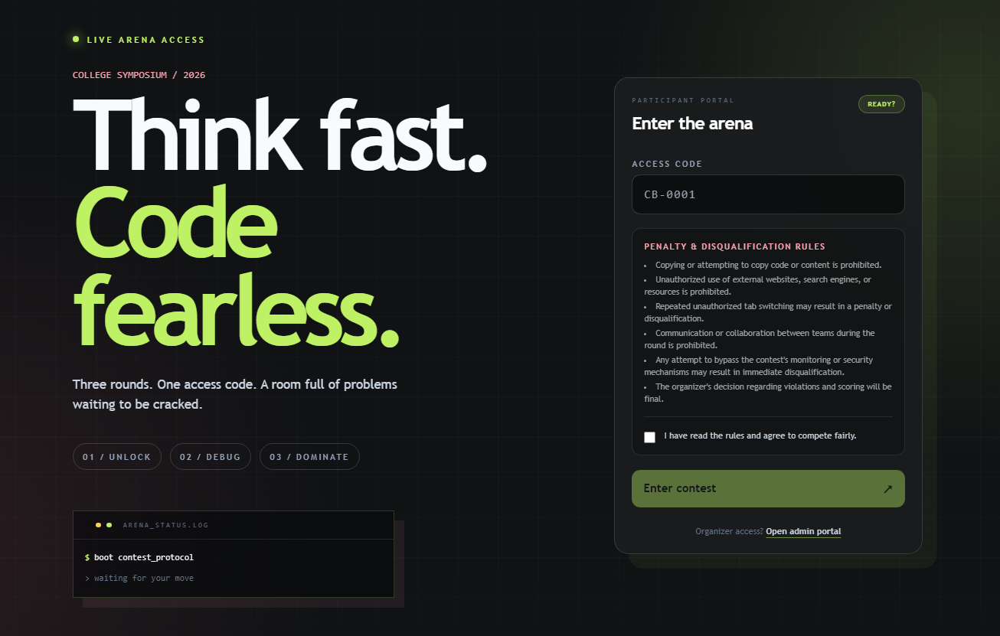 LIVE ARENA ACCESS
COLLEGE SYMPOSIUM / 2026
Think fast.
Code
fearless.
Three rounds. One access code. A room full of problems
waiting to be cracked.
01 / UNLOCK
02 / DEBUG
03 / DOMINATE
ARENA_STATUS.LOG
$ boot contest_protocol
> waiting for your move
PARTICIPANT PORTAL
READY?
Enter the arena
ACCESS CODE
CB-0001
PENALTY & DISQUALIFICATION RULES
• Copying or attempting to copy code or content is prohibited.
• Unauthorized use of external websites, search engines, or
resources is prohibited.
• Repeated unauthorized tab switching may result in a penalty or
disqualification.
• Communication or collaboration between teams during the
round is prohibited.
• Any attempt to bypass the contest's monitoring or security
mechanisms may result in immediate disqualification.
• The organizer's decision regarding violations and scoring will be
final.
I have read the rules and agree to compete fairly.
Enter contest ↗
Organizer access? Open admin portal